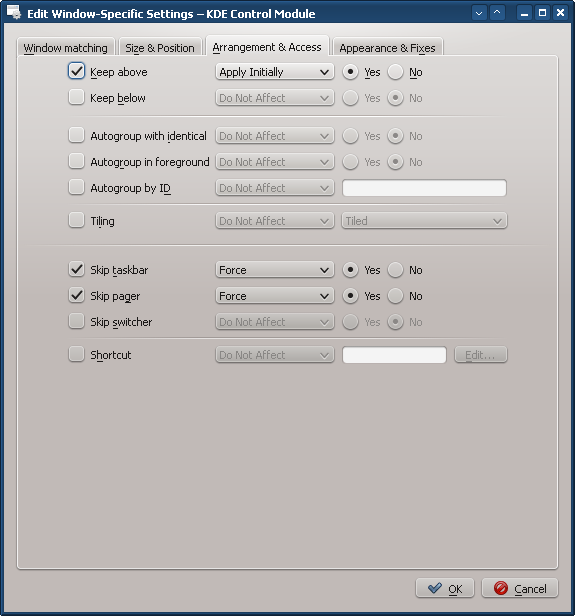 Edit Window-Specific Settings – KDE Control Module
Window matching Size & Position Arrangement & Access Appearance & Fixes
Keep above Apply Initially Yes No
Keep below Do Not Affect Yes No
Autogroup with identical Do Not Affect Yes No
Autogroup in foreground Do Not Affect Yes No
Autogroup by ID Do Not Affect
Tiling Do Not Affect Tiled
Skip taskbar Force Yes No
Skip pager Force Yes No
Skip switcher Do Not Affect Yes No
Shortcut Do Not Affect Edit...
OK Cancel